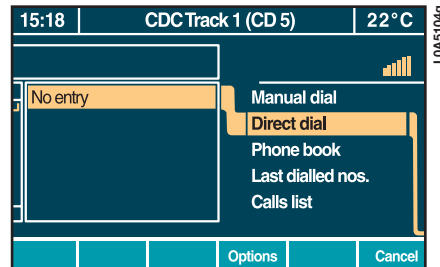 15:18 CDC Track 1 (CD 5) 22°C
No entry
Manual dial
Direct dial
Phone book
Last dialled nos.
Calls list
Options Cancel
L0A5104g